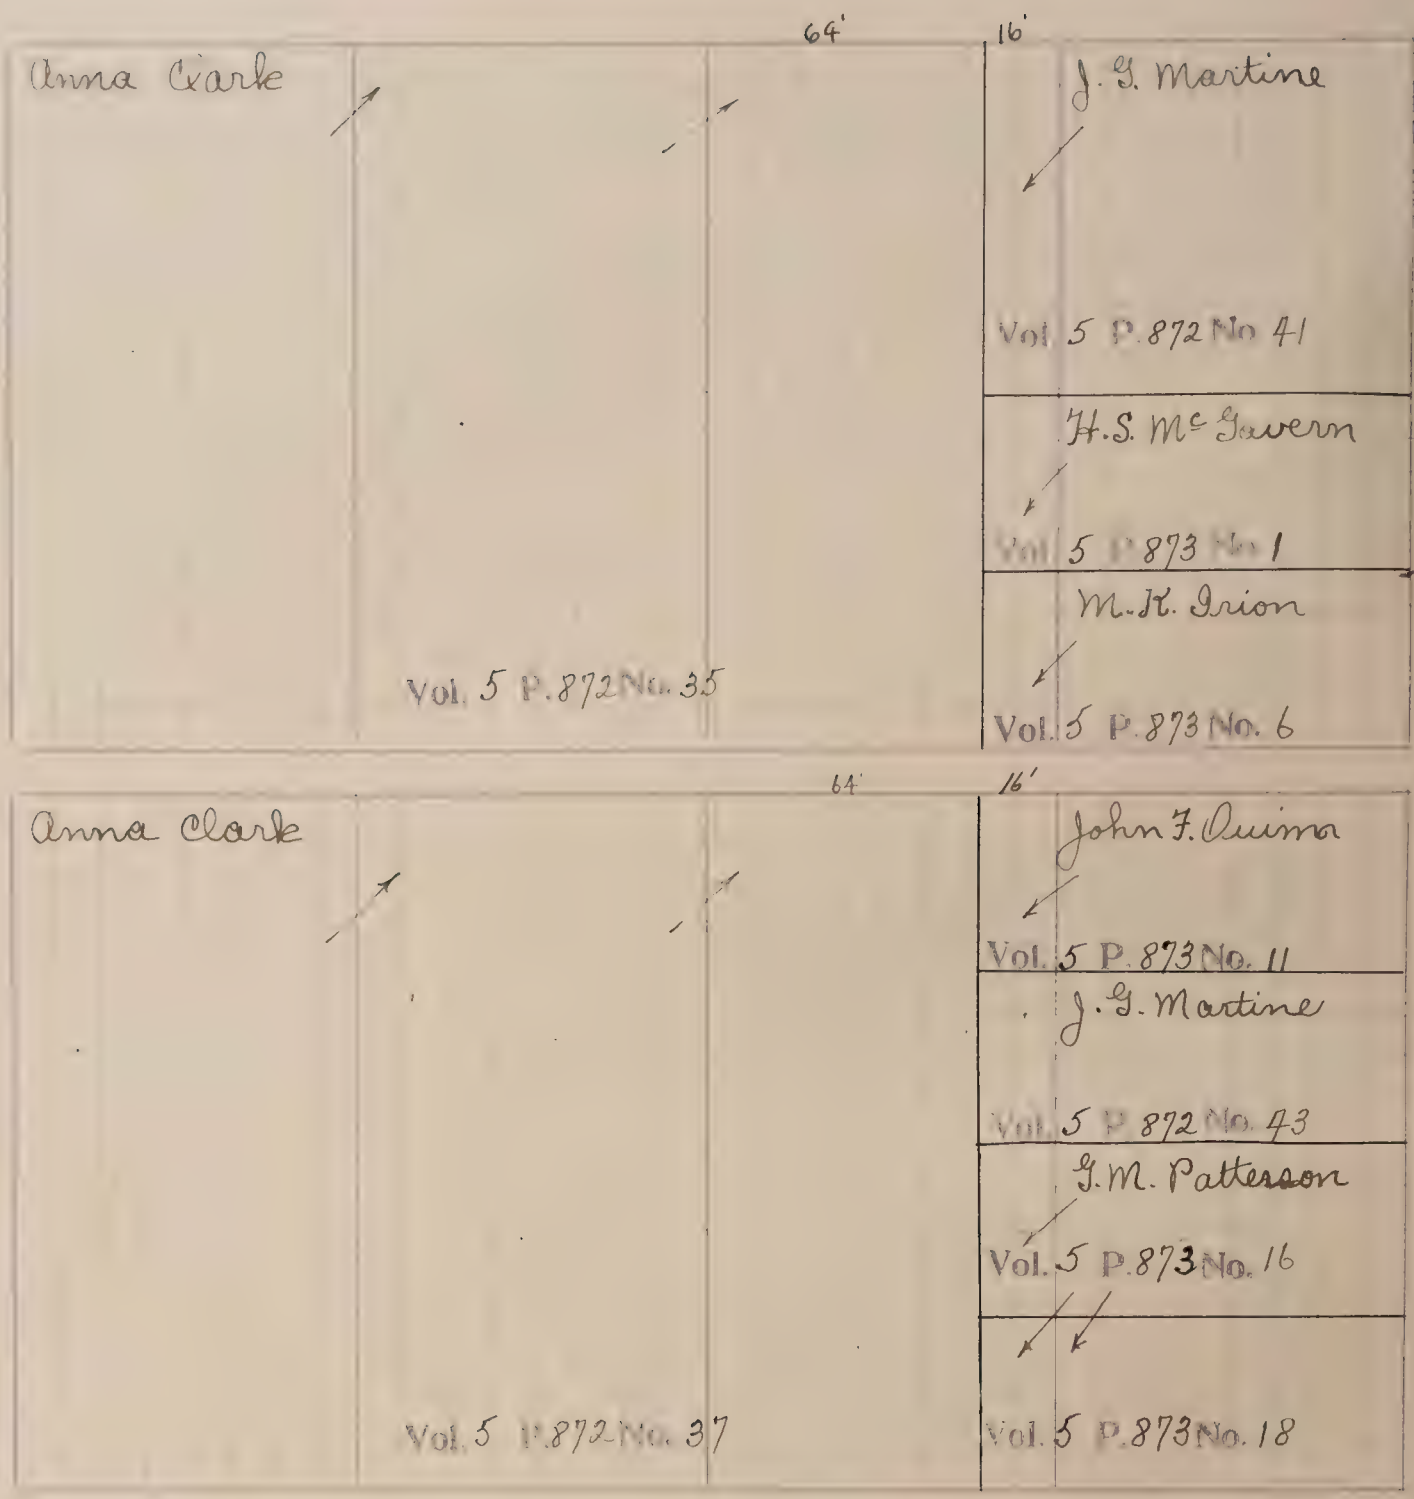 64' 16'
Anna Clark
J. G. Martine
Vol. 5 P. 872 No. 41
H. S. McGavern
Vol. 5 P. 873 No. 1
M. K. Irion
Vol. 5 P. 872 No. 35
Vol. 5 P. 873 No. 6
64' 16'
Anna Clark
John F. Ouima
Vol. 5 P. 873 No. 11
J. G. Martine
Vol. 5 P. 872 No. 43
G. M. Patterson
Vol. 5 P. 873 No. 16
Vol. 5 P. 872 No. 37
Vol. 5 P. 873 No. 18